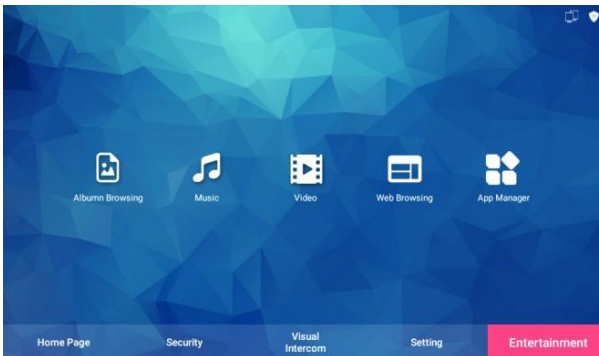 Albumn Browsing
Music
Video
Web Browsing
App Manager
Home Page
Security
Visual
Intercom
Setting
Entertainment